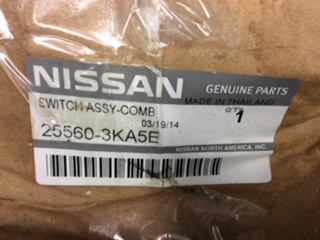 NISSAN GENUINE PARTS
MADE IN THAILAND
SWITCH ASSY-COMB
03/19/14
QTY
25560-3KA5E 1
NISSAN NORTH AMERICA, INC.